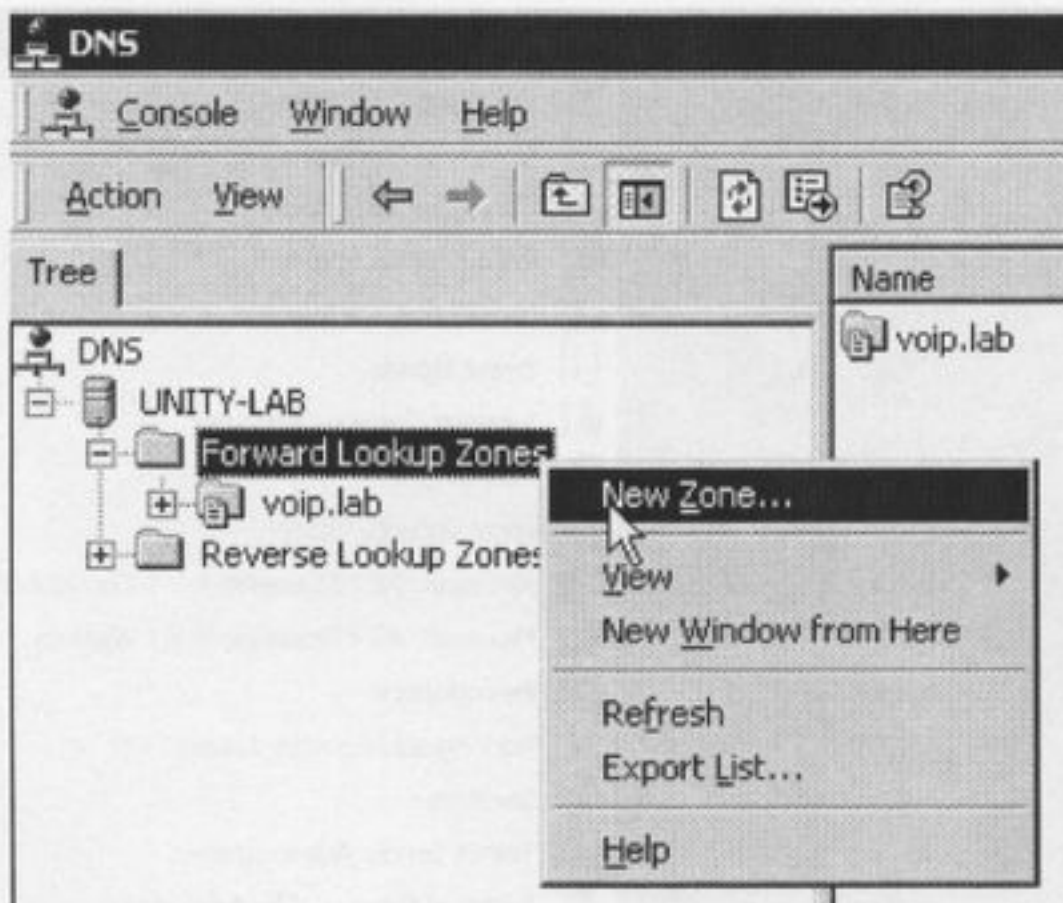 DNS
Console Window Help
Action View
Tree
Name
DNS
voip.lab
UNITY-LAB
Forward Lookup Zones
voip.lab
Reverse Lookup Zones
New Zone...
View
New Window from Here
Refresh
Export List...
Help